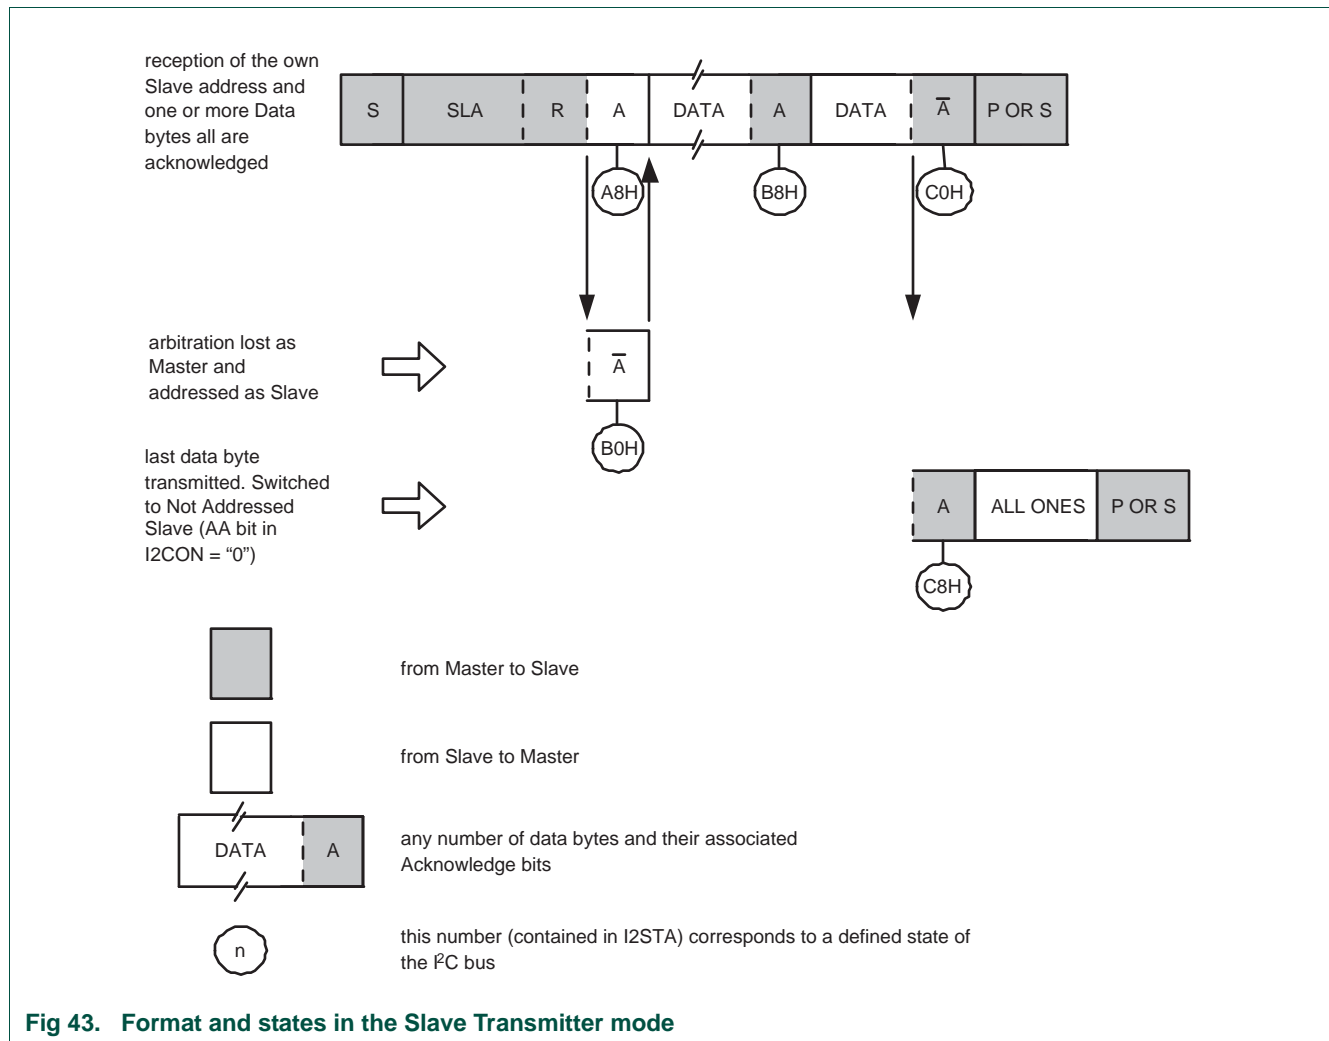 reception of the own
Slave address and
one or more Data
bytes all are
acknowledged
S SLA R A DATA A DATA A̅ P OR S
A8H B8H C0H
arbitration lost as
Master and
addressed as Slave
A̅
B0H
last data byte
transmitted. Switched
to Not Addressed
Slave (AA bit in
I2CON = “0”)
A ALL ONES P OR S
C8H
from Master to Slave
from Slave to Master
DATA A
any number of data bytes and their associated
Acknowledge bits
n
this number (contained in I2STA) corresponds to a defined state of
the I²C bus
Fig 43. Format and states in the Slave Transmitter mode